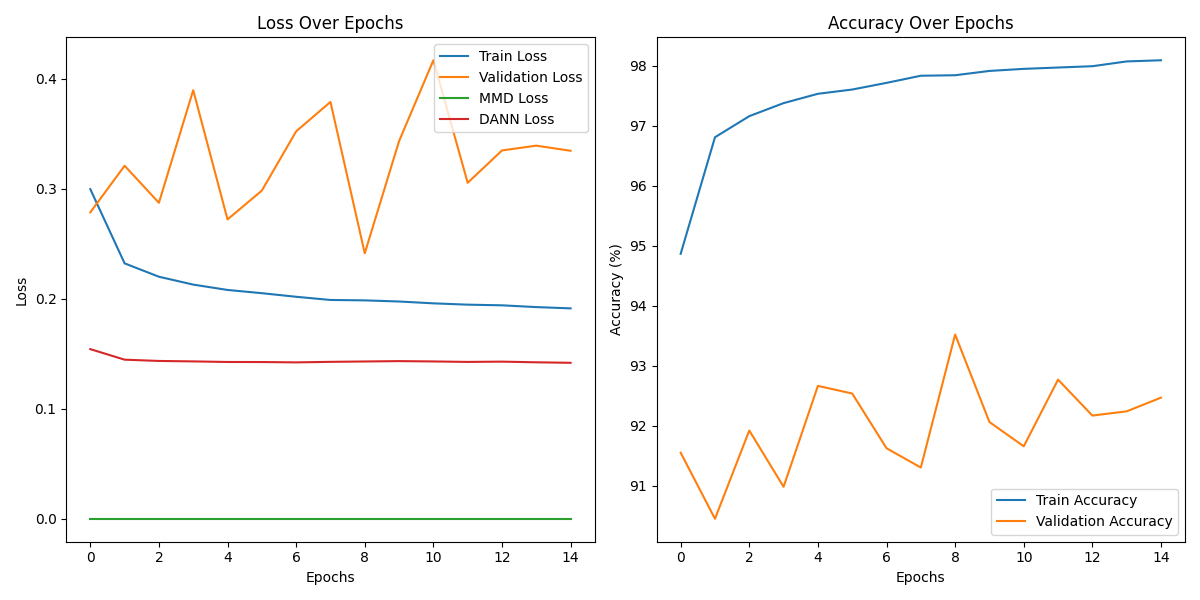 Loss Over Epochs
Train Loss
Validation Loss
MMD Loss
DANN Loss
0.4
0.3
0.2
0.1
0.0
Loss
0 2 4 6 8 10 12 14
Epochs
Accuracy Over Epochs
98
97
96
95
94
93
92
91
Accuracy (%)
Train Accuracy
Validation Accuracy
0 2 4 6 8 10 12 14
Epochs